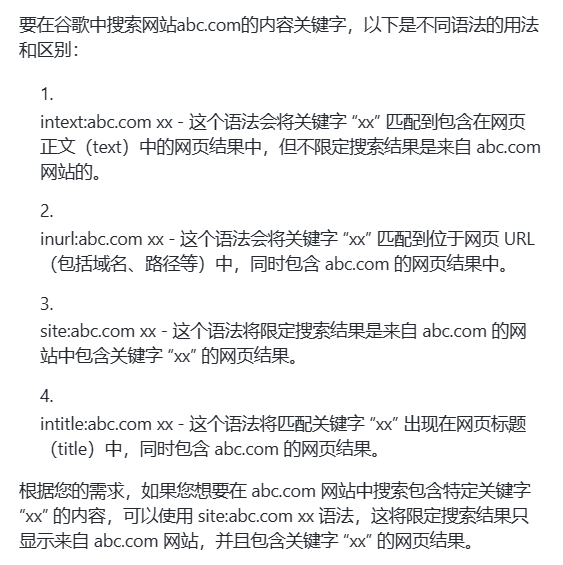 要在谷歌中搜索网站abc.com的内容关键字，以下是不同语法的用法
和区别：
1.
intext:abc.com xx - 这个语法会将关键字 “xx” 匹配到包含在网页
正文（text）中的网页结果中，但不限定搜索结果是来自 abc.com
网站的。
2.
inurl:abc.com xx - 这个语法会将关键字 “xx” 匹配到位于网页 URL
（包括域名、路径等）中，同时包含 abc.com 的网页结果中。
3.
site:abc.com xx - 这个语法将限定搜索结果是来自 abc.com 的网
站中包含关键字 “xx” 的网页结果。
4.
intitle:abc.com xx - 这个语法将匹配关键字 “xx” 出现在网页标题
（title）中，同时包含 abc.com 的网页结果。
根据您的需求，如果您想要在 abc.com 网站中搜索包含特定关键字
“xx” 的内容，可以使用 site:abc.com xx 语法，这将限定搜索结果只
显示来自 abc.com 网站，并且包含关键字 “xx” 的网页结果。